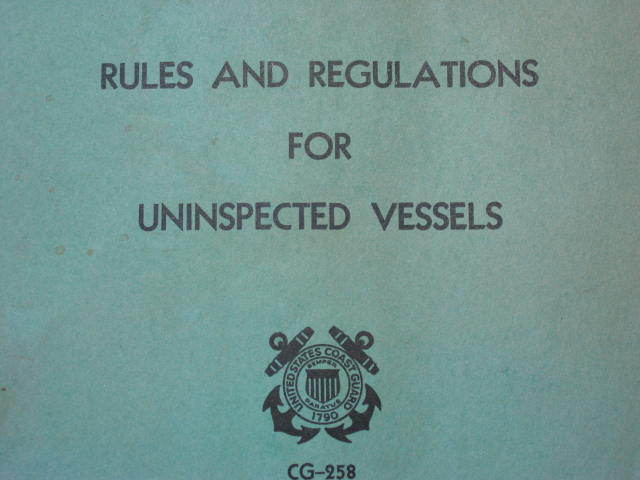 RULES AND REGULATIONS
FOR
UNINSPECTED VESSELS
UNITED STATES COAST GUARD
SEMPER
PARATUS
1790
CG-258